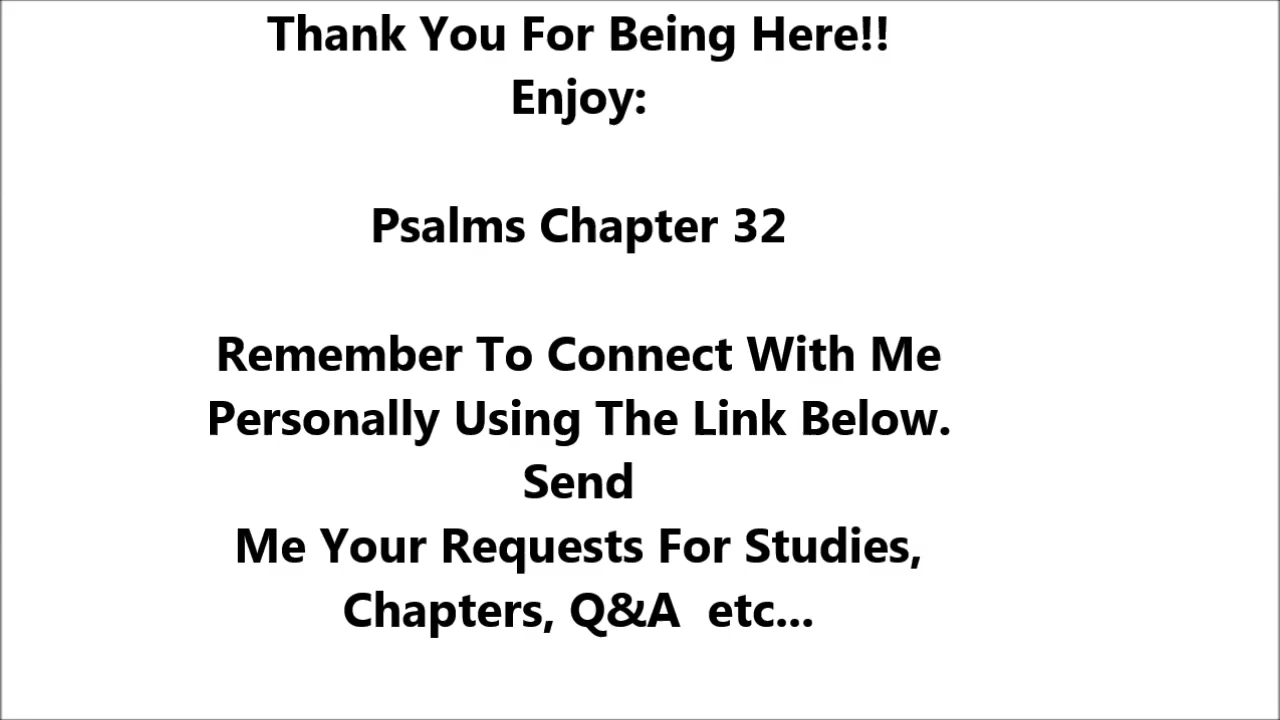 Thank You For Being Here!!
Enjoy:
Psalms Chapter 32
Remember To Connect With Me
Personally Using The Link Below.
Send
Me Your Requests For Studies,
Chapters, Q&A  etc...